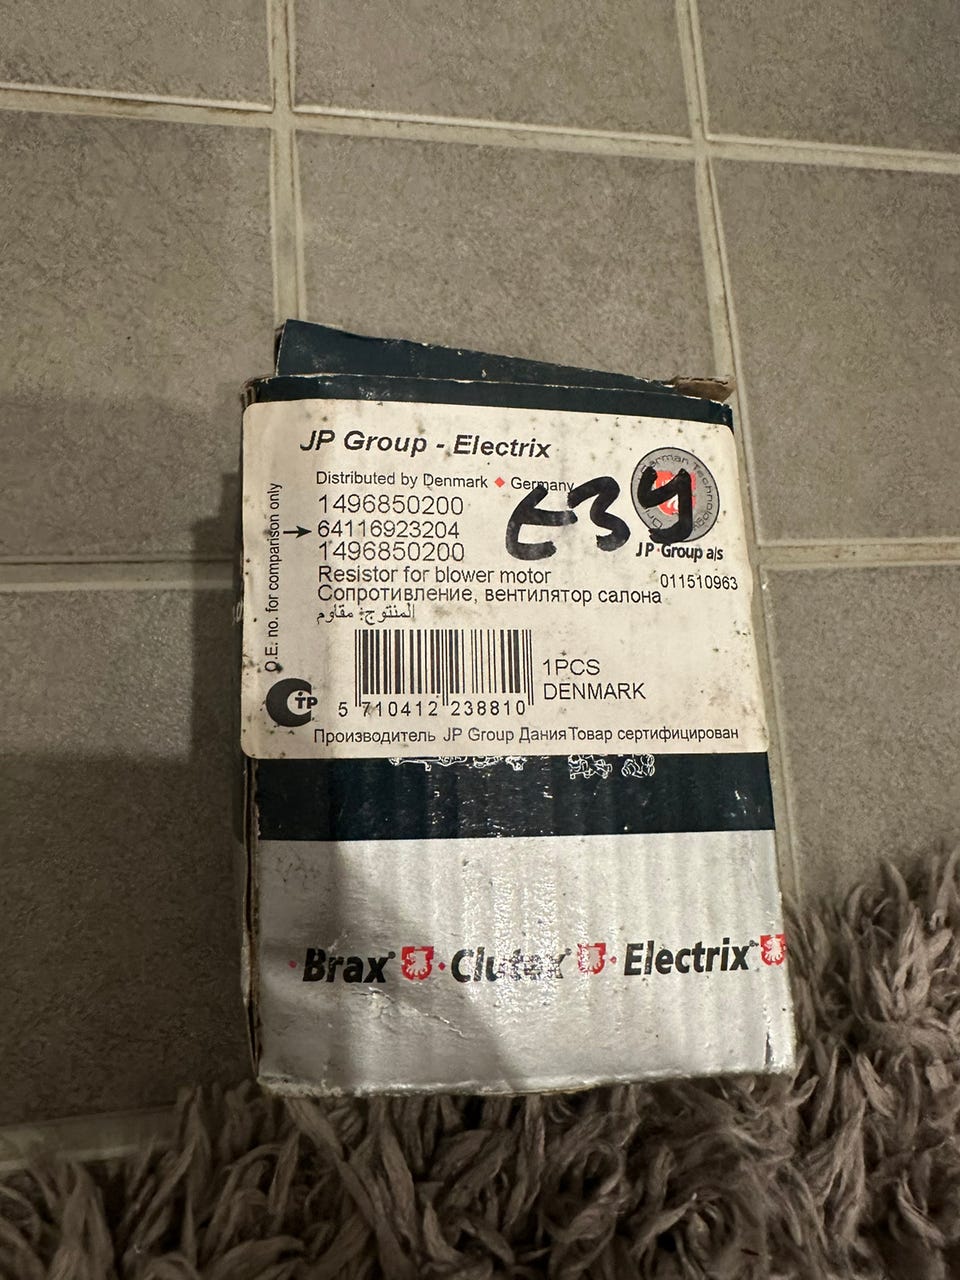 JP Group - Electrix
Distributed by Denmark ♦ Germany
1496850200
64116923204
1496850200
E39
JP Group a/s
011510963
Resistor for blower motor
Сопротивление, вентилятор салона
المنتوج: مقاوم
O.E. no. for comparison only
1PCS
DENMARK
5 710412 238810
Производитель JP Group Дания Товар сертифицирован
Brax® Clutex® Electrix®